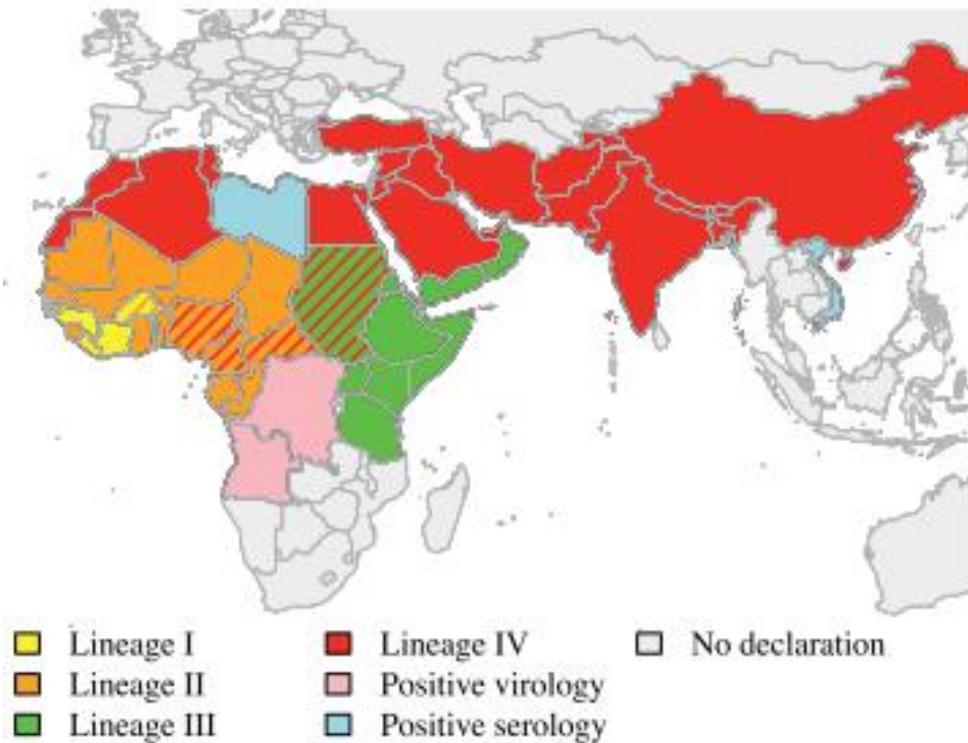 Lineage I
Lineage II
Lineage III
Lineage IV
Positive virology
Positive serology
No declaration